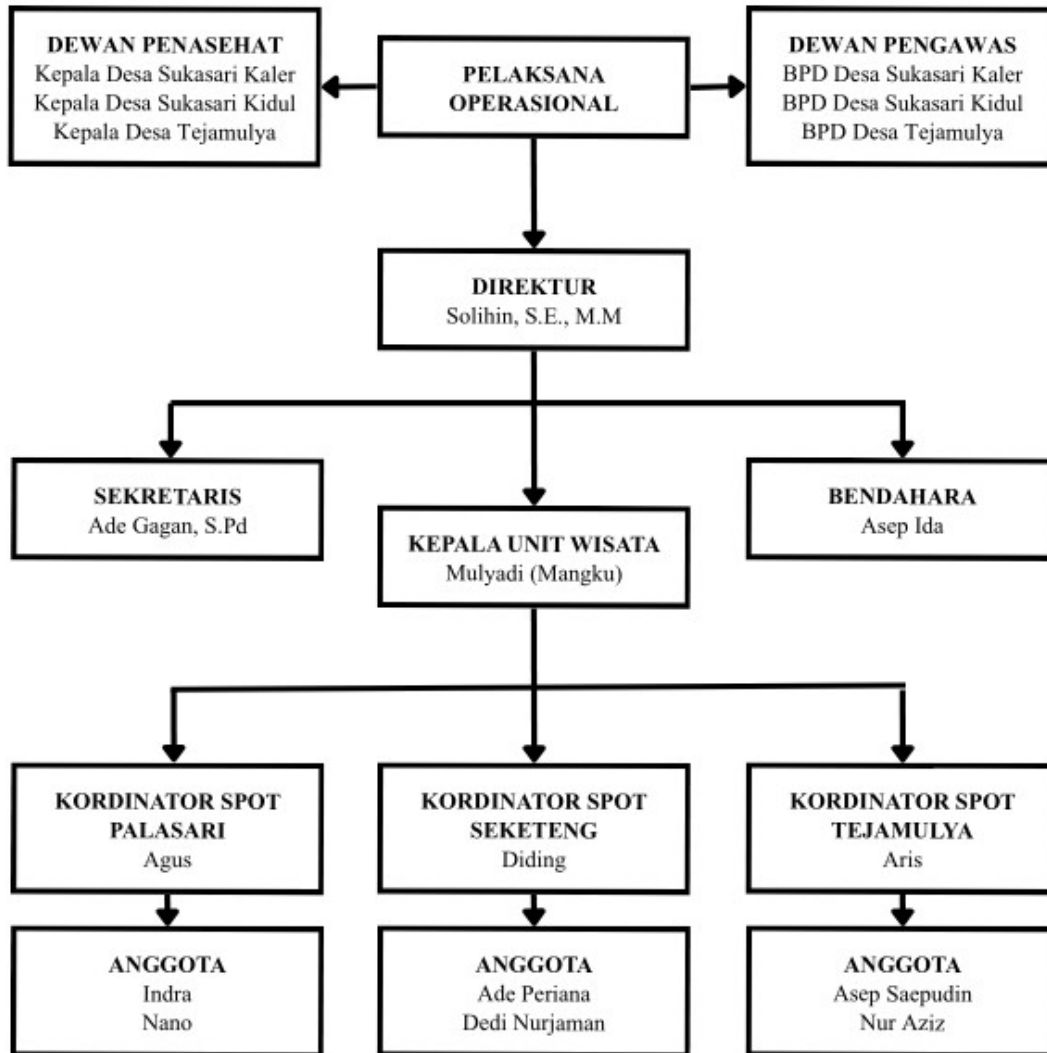 DEWAN PENASEHAT
Kepala Desa Sukasari Kaler
Kepala Desa Sukasari Kidul
Kepala Desa Tejamulya
PELAKSANA
OPERASIONAL
DEWAN PENGAWAS
BPD Desa Sukasari Kaler
BPD Desa Sukasari Kidul
BPD Desa Tejamulya
DIREKTUR
Solihin, S.E., M.M
SEKRETARIS
Ade Gagan, S.Pd
KEPALA UNIT WISATA
Mulyadi (Mangku)
BENDAHARA
Asep Ida
KORDINATOR SPOT
PALASARI
Agus
KORDINATOR SPOT
SEKETENG
Diding
KORDINATOR SPOT
TEJAMULYA
Aris
ANGGOTA
Indra
Nano
ANGGOTA
Ade Periana
Dedi Nurjaman
ANGGOTA
Asep Saepudin
Nur Aziz